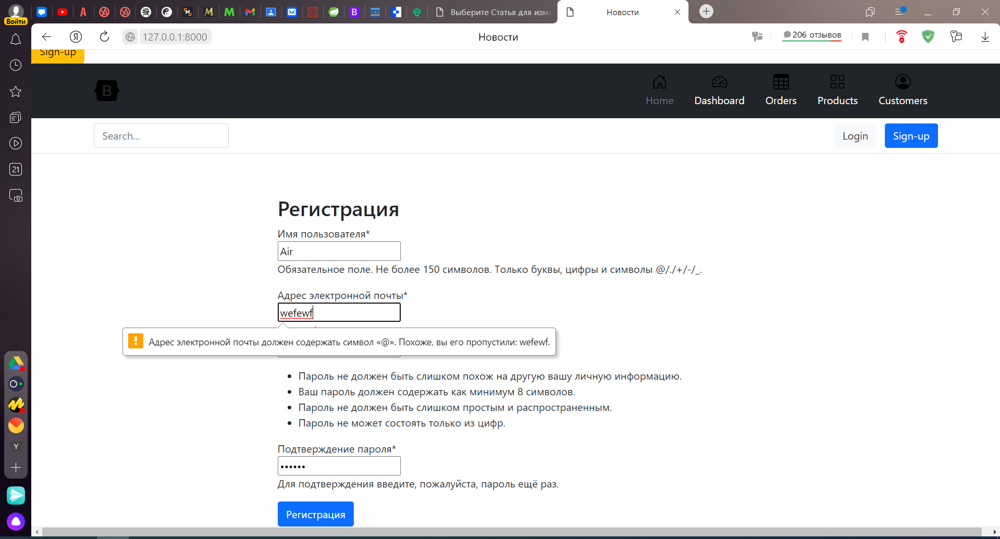 Войти
Выберите Статья для изме
Новости
127.0.0.1:8000
Новости
206 отзывов
Sign-up
B
Home
Dashboard
Orders
Products
Customers
Search...
Login
Sign-up
21
Регистрация
Имя пользователя*
Air
Обязательное поле. Не более 150 символов. Только буквы, цифры и символы @/./+/-/_.
Адрес электронной почты*
wefewf
Адрес электронной почты должен содержать символ «@». Похоже, вы его пропустили: wefewf.
Пароль не должен быть слишком похож на другую вашу личную информацию.
Ваш пароль должен содержать как минимум 8 символов.
Пароль не должен быть слишком простым и распространенным.
Пароль не может состоять только из цифр.
Подтверждение пароля*
••••••
Для подтверждения введите, пожалуйста, пароль ещё раз.
Регистрация
Y